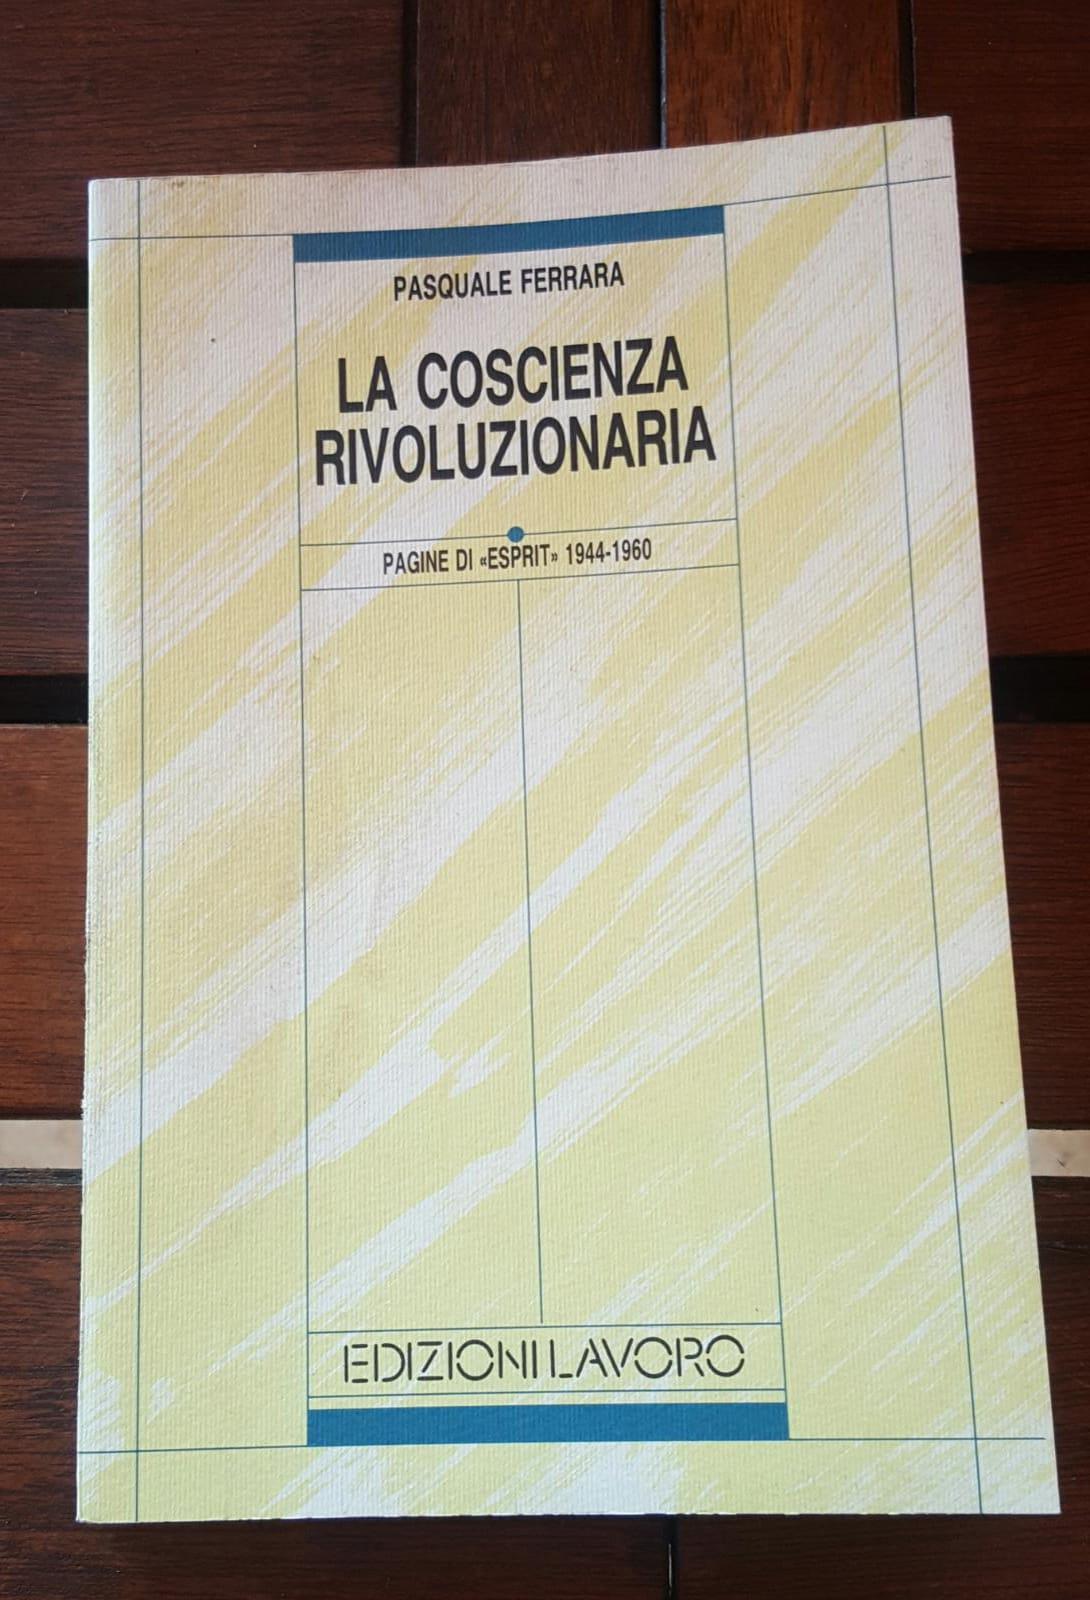 PASQUALE FERRARA
LA COSCIENZA
RIVOLUZIONARIA
PAGINE DI «ESPRIT» 1944-1960
EDIZIONI LAVORO